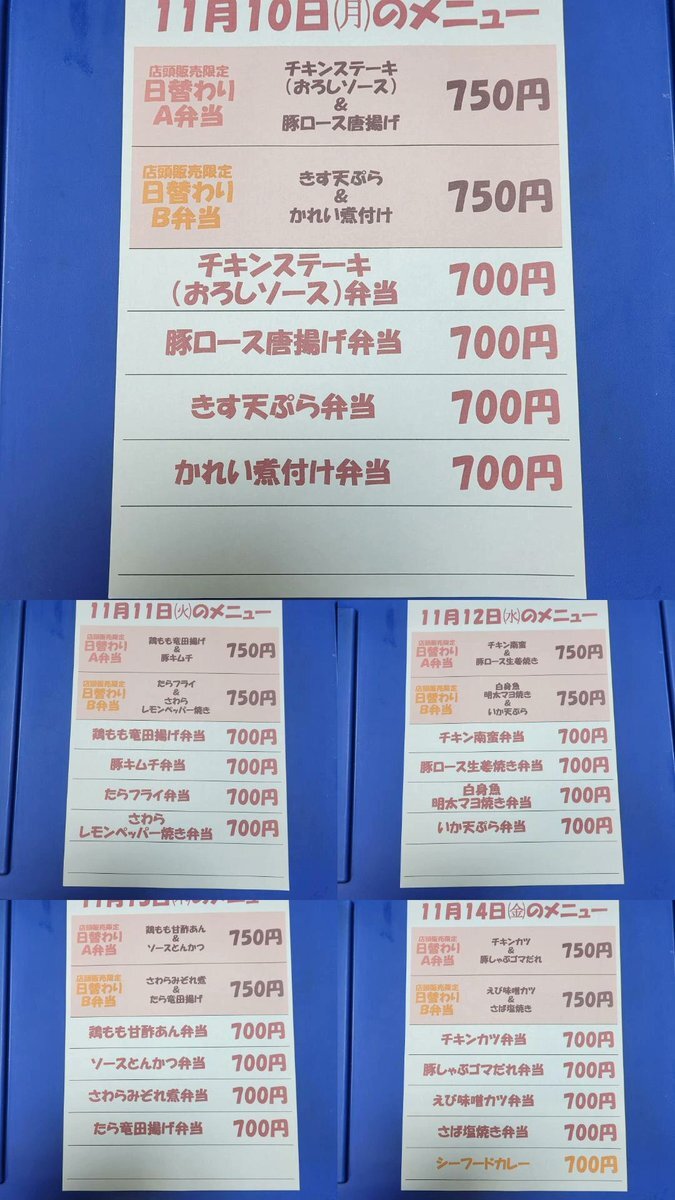 11月10日㈪のメニュー
店頭販売限定
日替わり
A弁当
チキンステーキ
（おろしソース）
&
豚ロース唐揚げ
750円
店頭販売限定
日替わり
B弁当
きす天ぷら
&
かれい煮付け
750円
チキンステーキ
（おろしソース）弁当
700円
豚ロース唐揚げ弁当
700円
きす天ぷら弁当
700円
かれい煮付け弁当
700円
11月11日㈫のメニュー
店頭販売限定
日替わり
A弁当
鶏もも竜田揚げ
&
豚キムチ
750円
店頭販売限定
日替わり
B弁当
たらフライ
&
さわら
レモンペッパー焼き
750円
鶏もも竜田揚げ弁当
700円
豚キムチ弁当
700円
たらフライ弁当
700円
さわら
レモンペッパー焼き弁当
700円
11月12日㈬のメニュー
店頭販売限定
日替わり
A弁当
チキン南蛮
&
豚ロース生姜焼き
750円
店頭販売限定
日替わり
B弁当
白身魚
明太マヨ焼き
&
いか天ぷら
750円
チキン南蛮弁当
700円
豚ロース生姜焼き弁当
700円
白身魚
明太マヨ焼き弁当
700円
いか天ぷら弁当
700円
11月13日㈭のメニュー
店頭販売限定
日替わり
A弁当
鶏もも甘酢あん
&
ソースとんかつ
750円
店頭販売限定
日替わり
B弁当
さわらみぞれ煮
&
たら竜田揚げ
750円
鶏もも甘酢あん弁当
700円
ソースとんかつ弁当
700円
さわらみぞれ煮弁当
700円
たら竜田揚げ弁当
700円
11月14日㈮のメニュー
店頭販売限定
日替わり
A弁当
チキンカツ
&
豚しゃぶゴマだれ
750円
店頭販売限定
日替わり
B弁当
えび味噌カツ
&
さば塩焼き
750円
チキンカツ弁当
700円
豚しゃぶゴマだれ弁当
700円
えび味噌カツ弁当
700円
さば塩焼き弁当
700円
シーフードカレー
700円